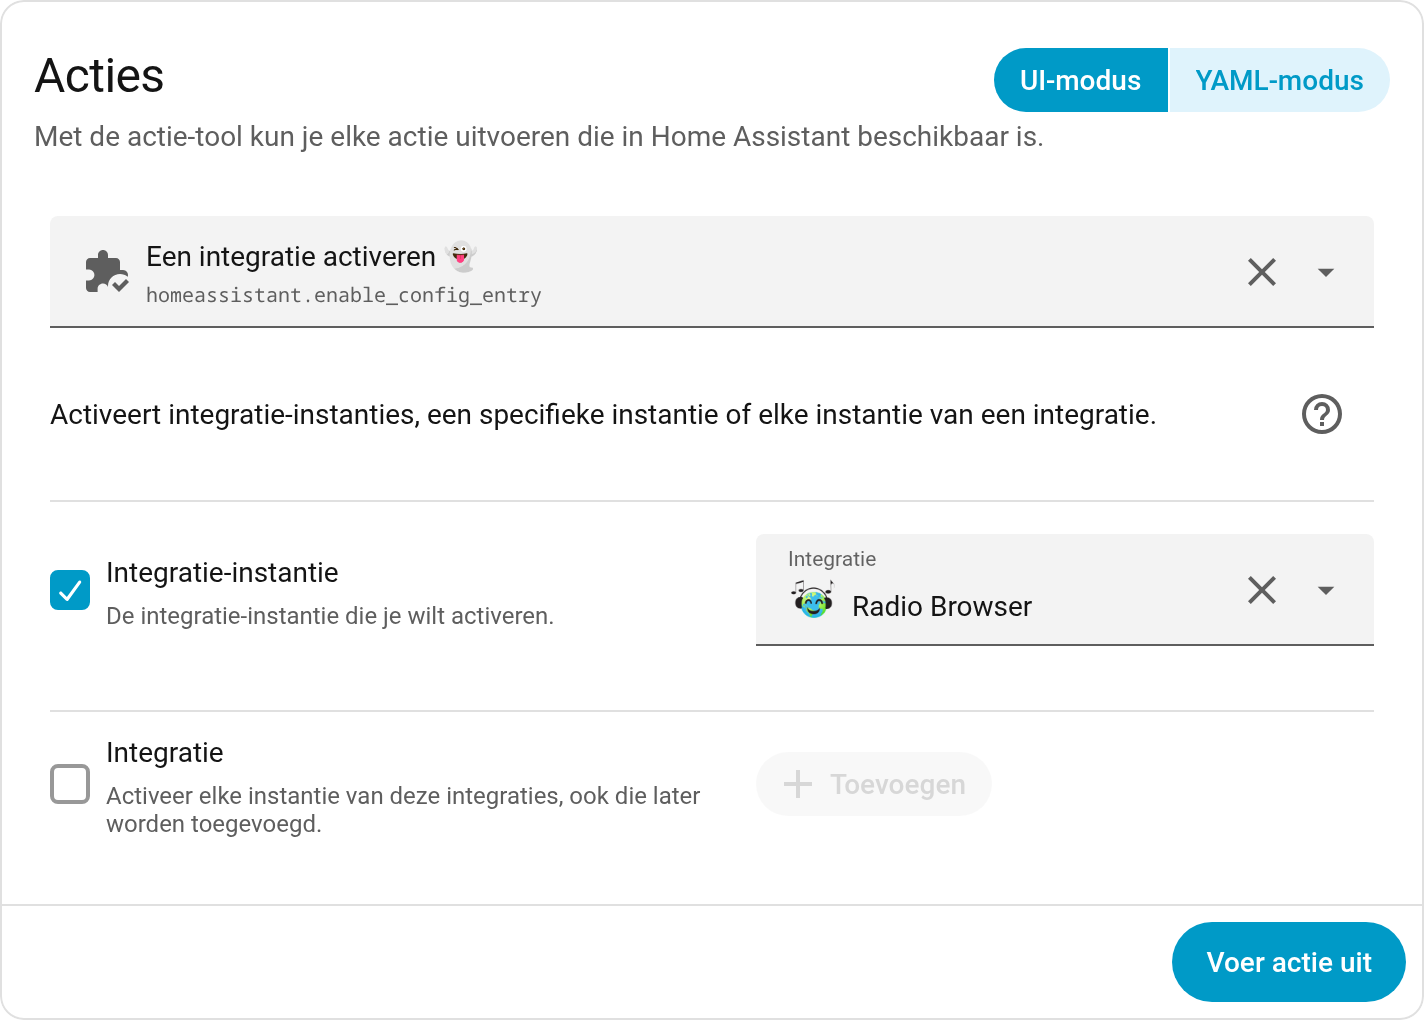 Acties
UI-modus
YAML-modus
Met de actie-tool kun je elke actie uitvoeren die in Home Assistant beschikbaar is.
Een integratie activeren 👻
homeassistant.enable_config_entry
Activeert integratie-instanties, een specifieke instantie of elke instantie van een integratie.
Integratie-instantie
De integratie-instantie die je wilt activeren.
Integratie
Radio Browser
Integratie
Activeer elke instantie van deze integraties, ook die later
worden toegevoegd.
Toevoegen
Voer actie uit